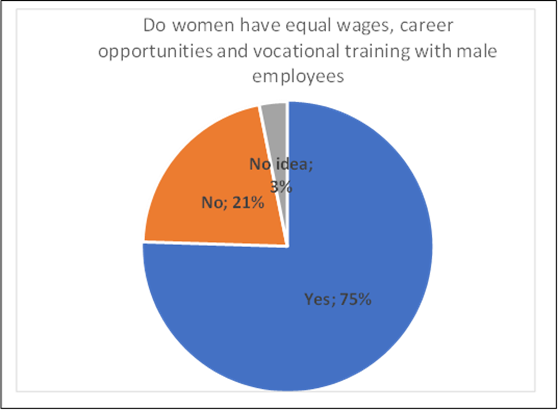 Do women have equal wages, career
opportunities and vocational training with male
employees
No idea;
3%
No; 21%
Yes; 75%